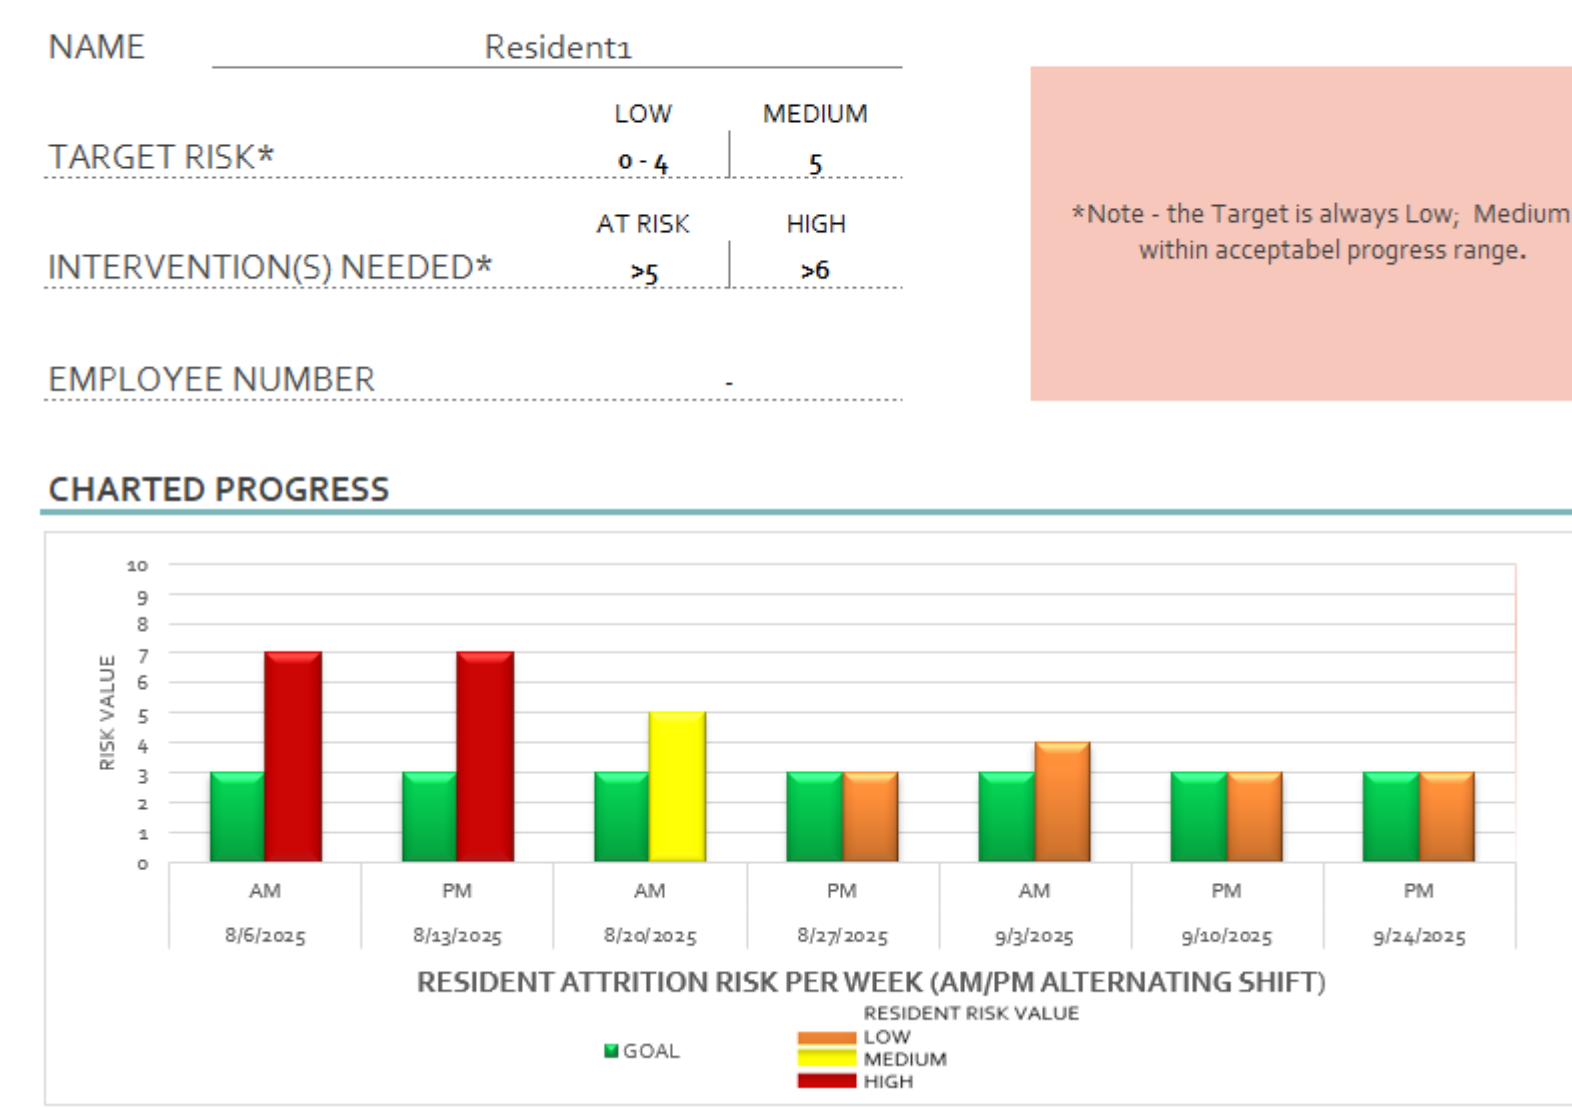 NAME Resident1
LOW MEDIUM
TARGET RISK* 0 - 4 5
AT RISK HIGH
INTERVENTION(S) NEEDED* >5 >6
*Note - the Target is always Low; Medium
within acceptabel progress range.
EMPLOYEE NUMBER -
CHARTED PROGRESS
10
9
8
7
6
5
4
3
2
1
0
RISK VALUE
AM PM AM PM AM PM PM
8/6/2025 8/13/2025 8/20/2025 8/27/2025 9/3/2025 9/10/2025 9/24/2025
RESIDENT ATTRITION RISK PER WEEK (AM/PM ALTERNATING SHIFT)
RESIDENT RISK VALUE
GOAL
LOW
MEDIUM
HIGH